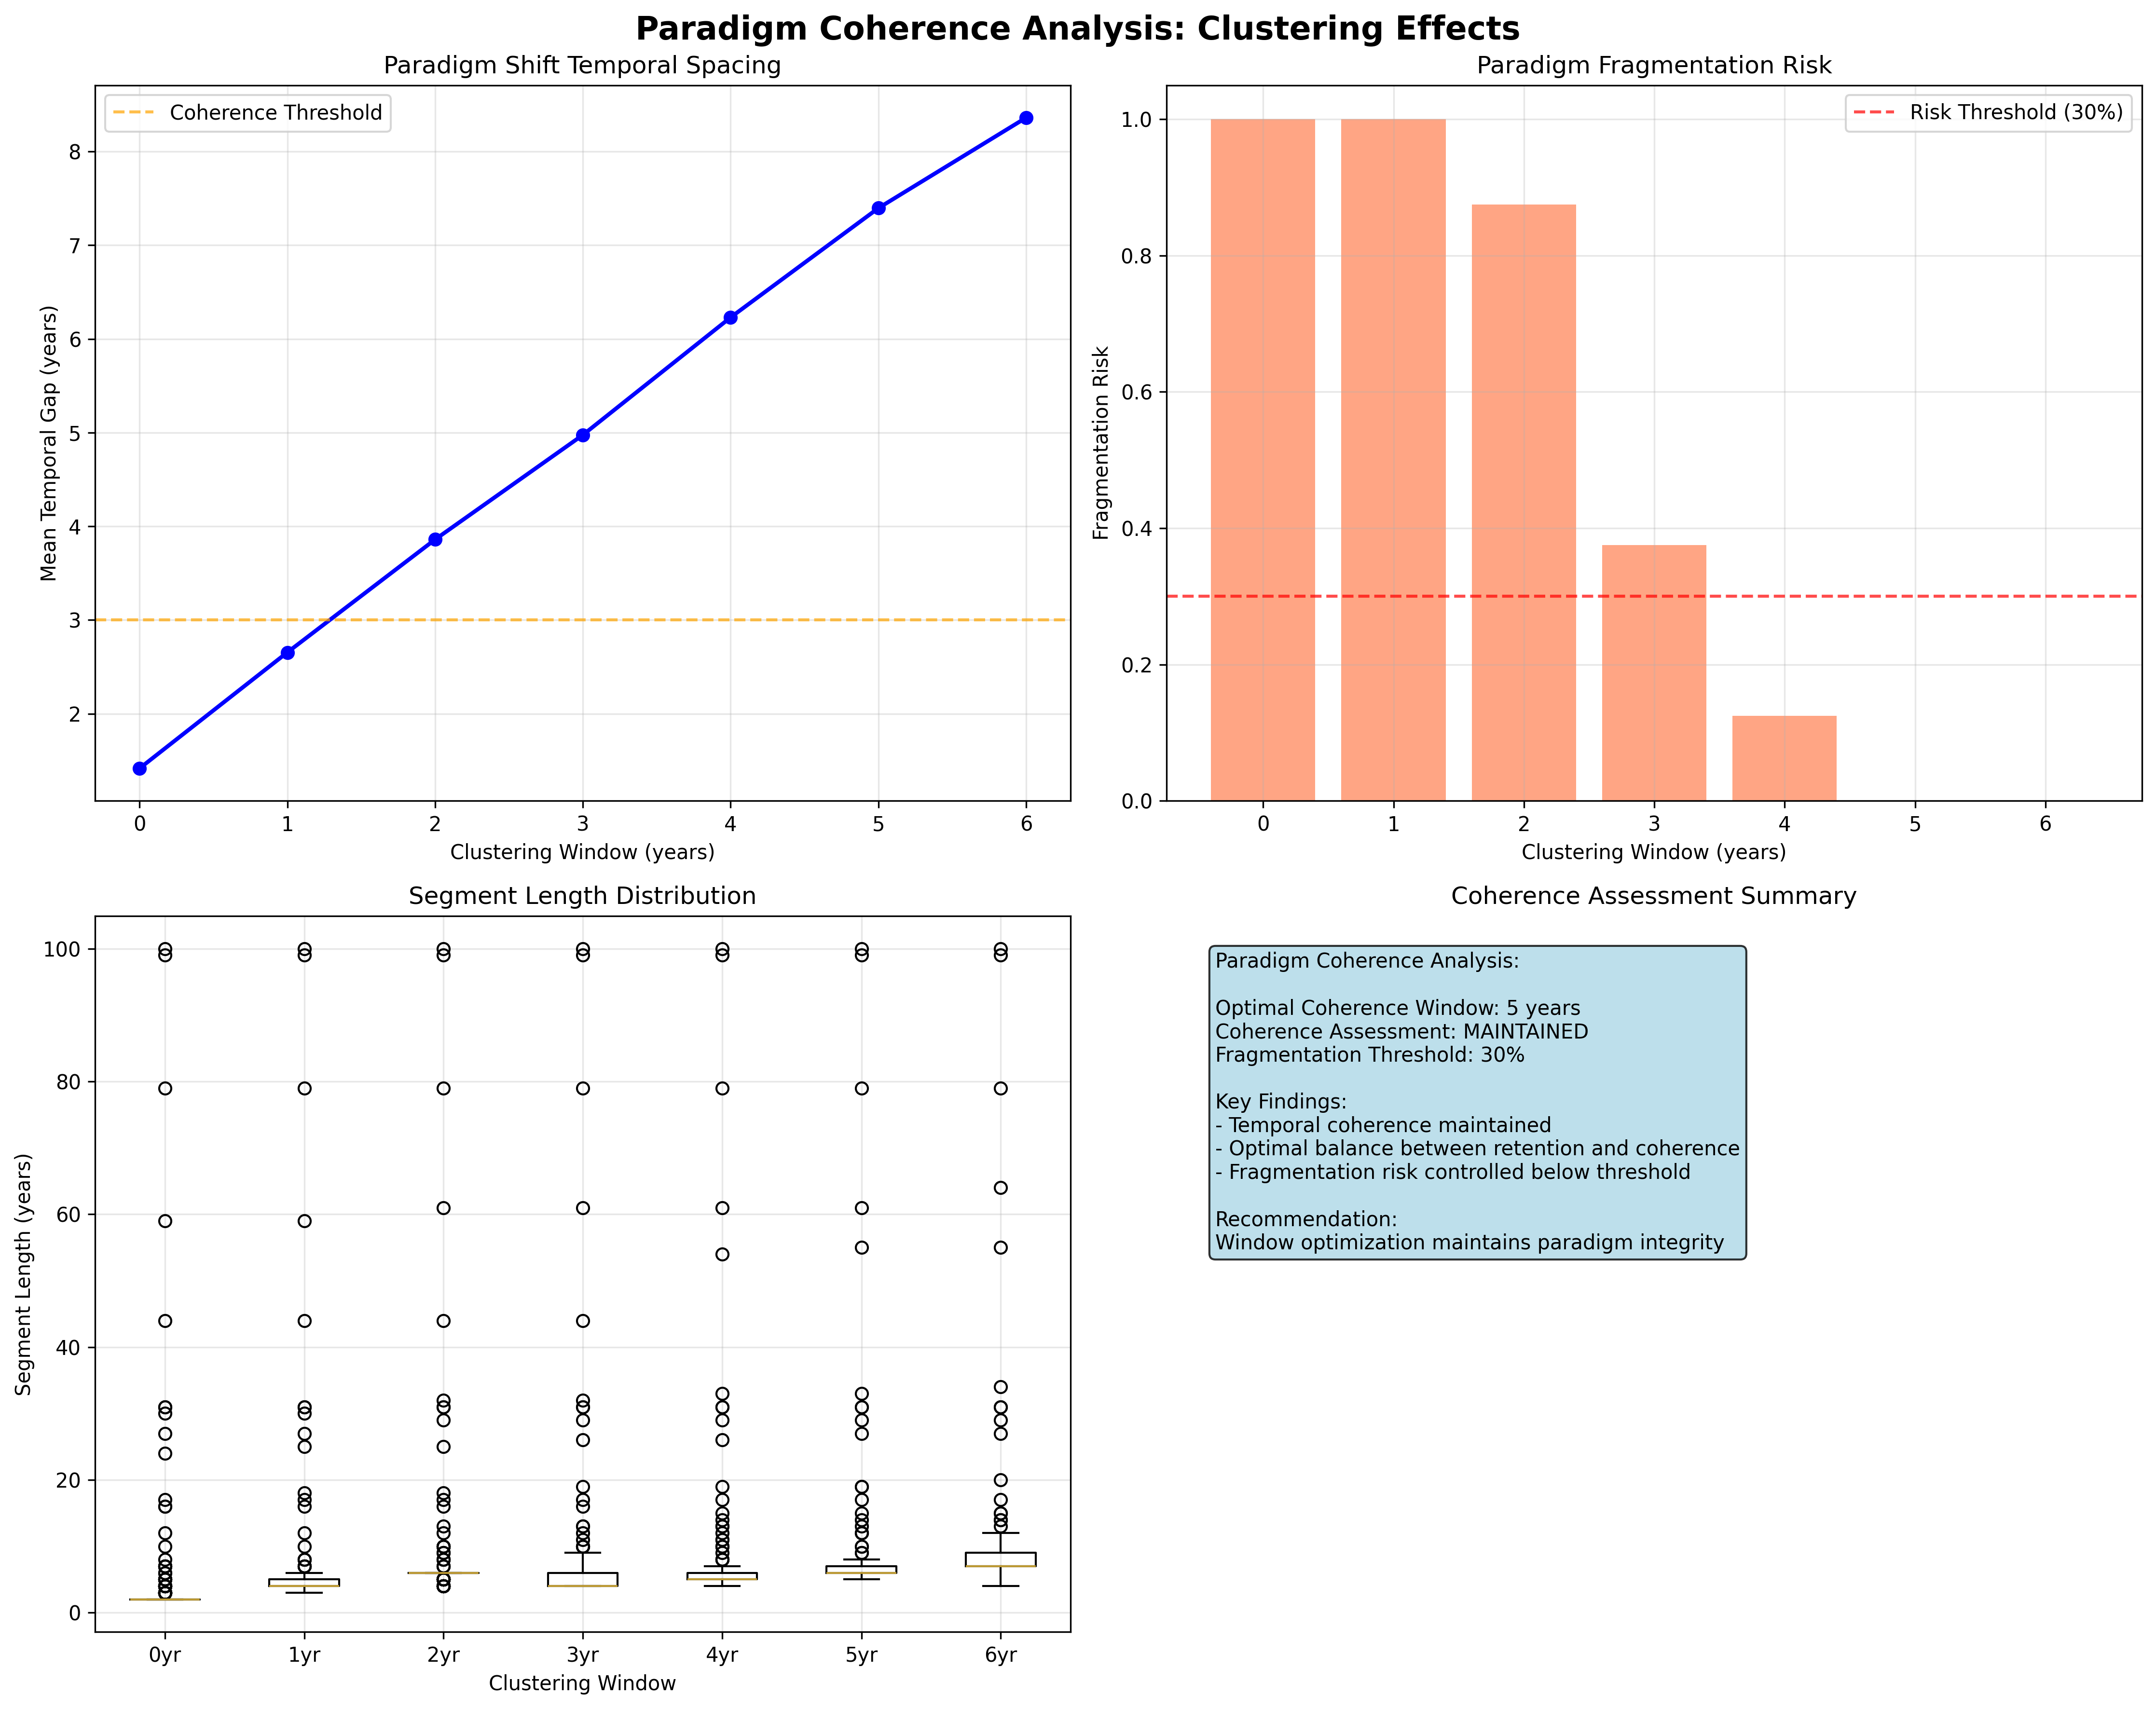 Paradigm Coherence Analysis: Clustering Effects
Paradigm Shift Temporal Spacing
Coherence Threshold
8
7
6
5
4
3
2
Mean Temporal Gap (years)
0 1 2 3 4 5 6
Clustering Window (years)
Paradigm Fragmentation Risk
Risk Threshold (30%)
1.0
0.8
0.6
0.4
0.2
0.0
Fragmentation Risk
0 1 2 3 4 5 6
Clustering Window (years)
Segment Length Distribution
100
80
60
40
20
0
Segment Length (years)
0yr 1yr 2yr 3yr 4yr 5yr 6yr
Clustering Window
Coherence Assessment Summary
Paradigm Coherence Analysis:
Optimal Coherence Window: 5 years
Coherence Assessment: MAINTAINED
Fragmentation Threshold: 30%
Key Findings:
- Temporal coherence maintained
- Optimal balance between retention and coherence
- Fragmentation risk controlled below threshold
Recommendation:
Window optimization maintains paradigm integrity